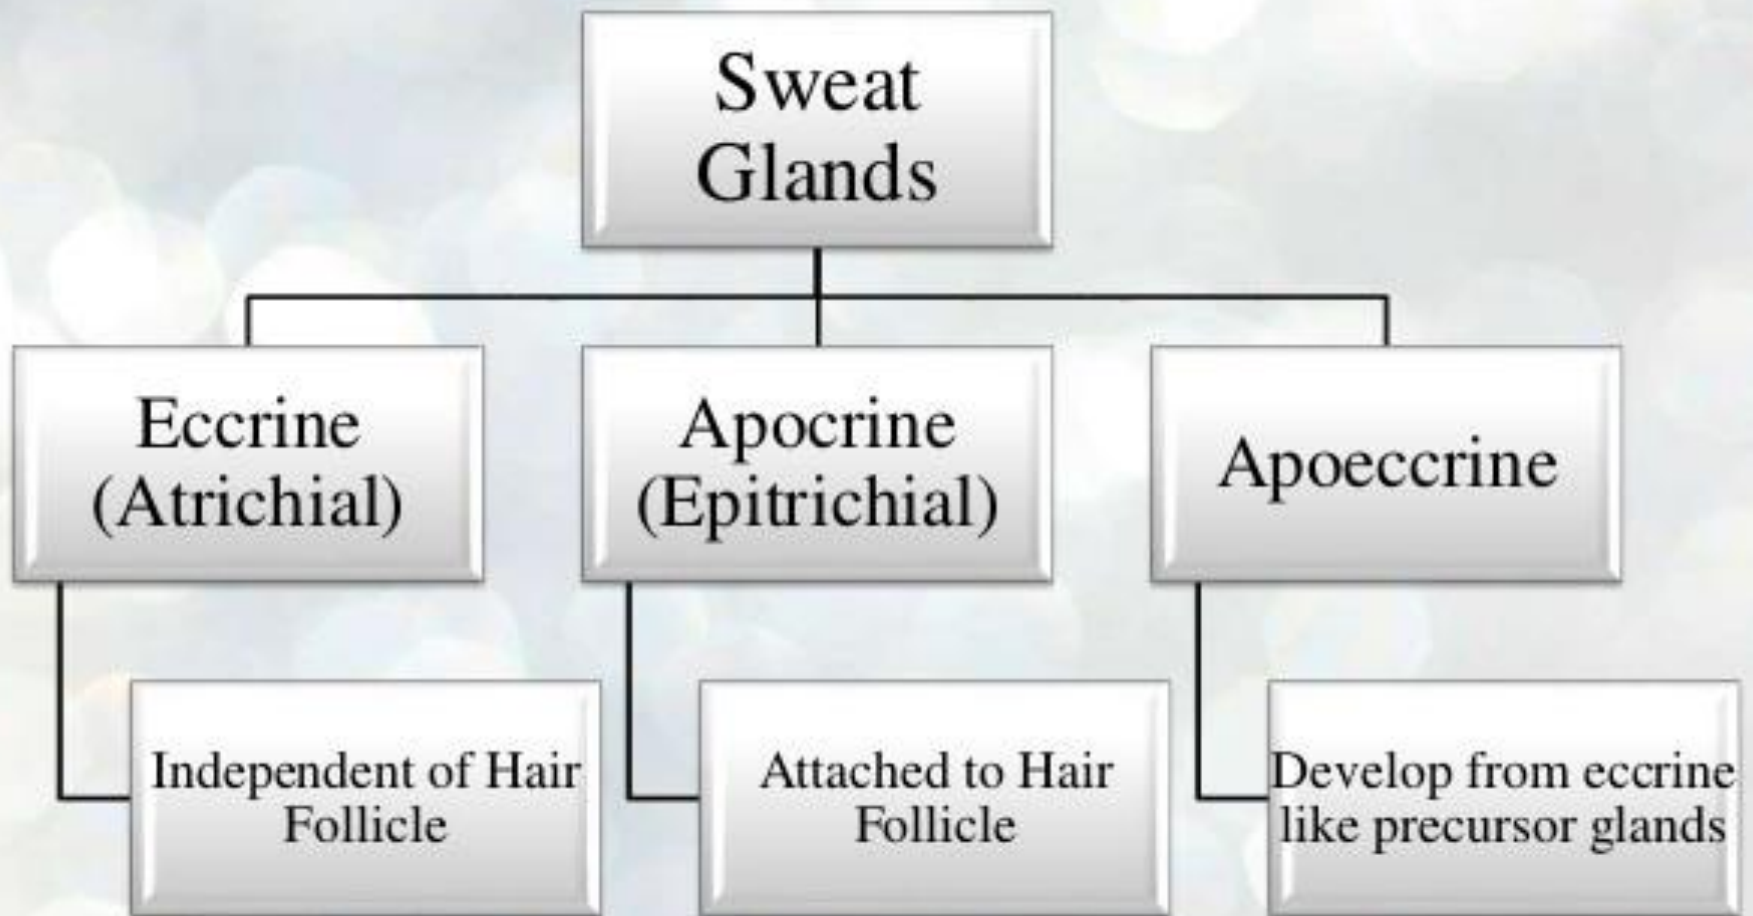 Sweat
Glands
Eccrine
(Atrichial)
Apocrine
(Epitrichial)
Apoeccrine
Independent of Hair
Follicle
Attached to Hair
Follicle
Develop from eccrine
like precursor glands